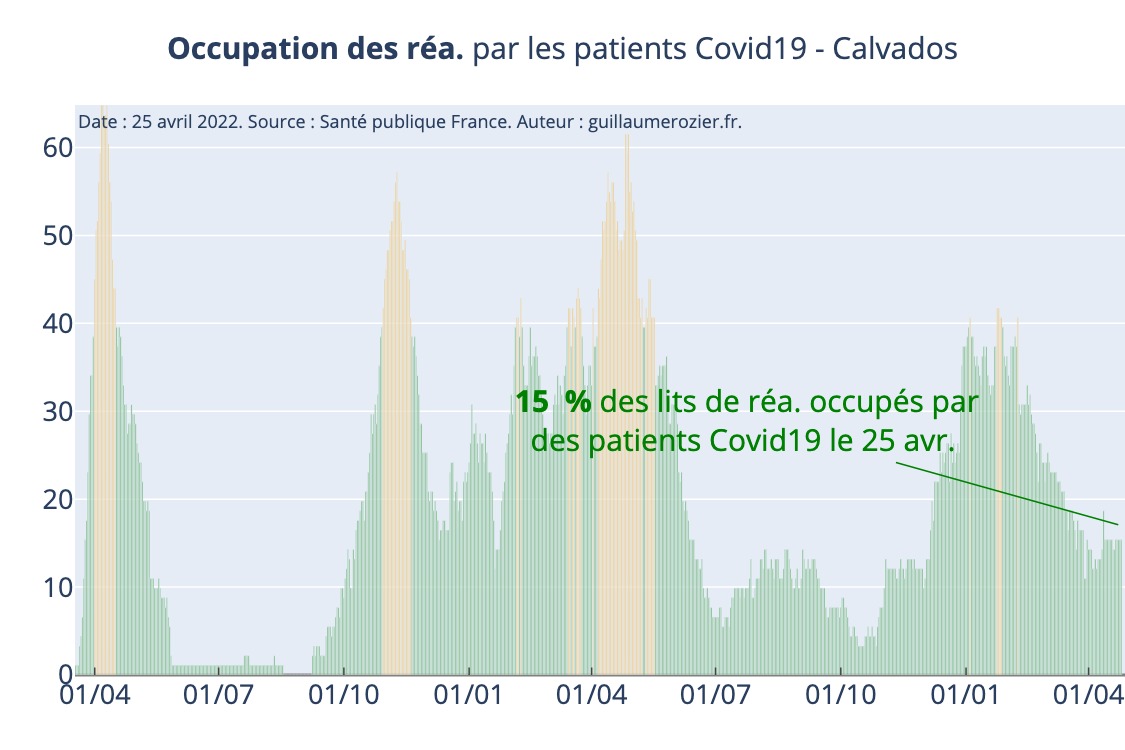 Occupation des réa. par les patients Covid19 - Calvados
Date : 25 avril 2022. Source : Santé publique France. Auteur : guillaumerozier.fr.
60
50
40
30
20
10
0
15 % des lits de réa. occupés par
des patients Covid19 le 25 avr.
01/04 01/07 01/10 01/01 01/04 01/07 01/10 01/01 01/04